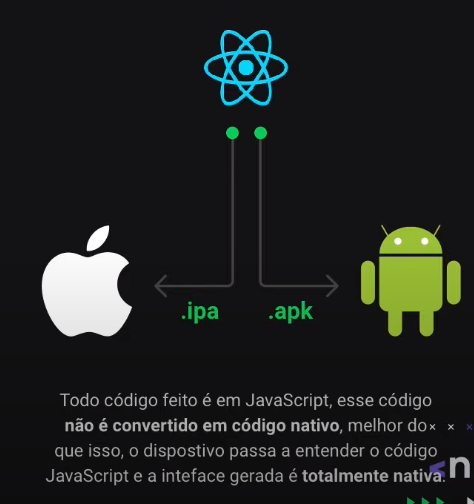 .ipa
.apk
Todo código feito é em JavaScript, esse código
não é convertido em código nativo, melhor do
que isso, o dispostivo passa a entender o código
JavaScript e a inteface gerada é totalmente nativa.